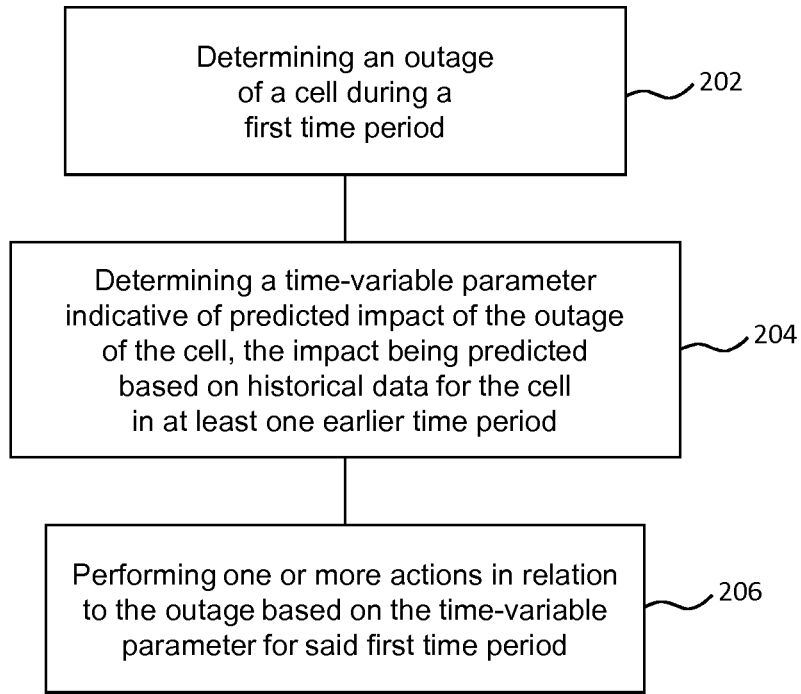 Determining an outage
of a cell during a
first time period
202
Determining a time-variable parameter
indicative of predicted impact of the outage
of the cell, the impact being predicted
based on historical data for the cell
in at least one earlier time period
204
Performing one or more actions in relation
to the outage based on the time-variable
parameter for said first time period
206